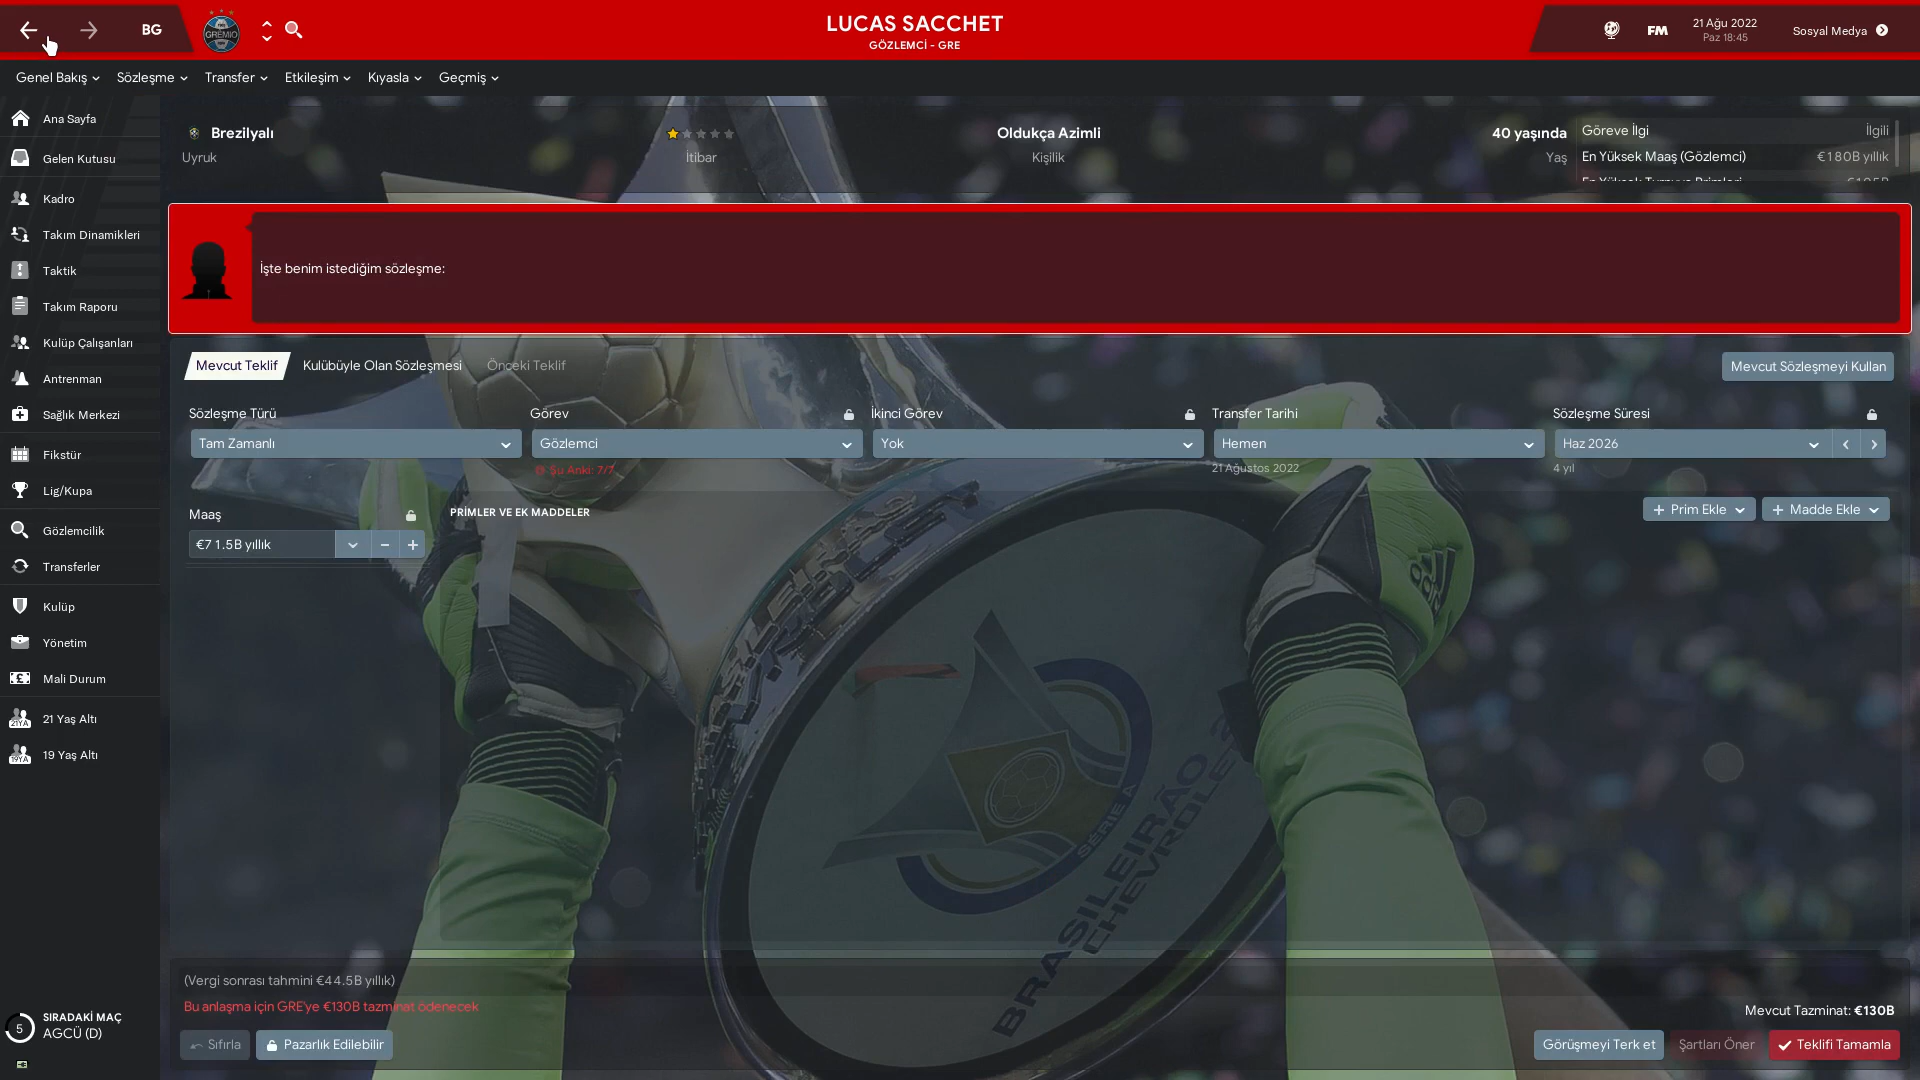 BG
LUCAS SACCHET
GÖZLEMCİ - GRE
FM
21 Ağu 2022
Paz 18:45
Sosyal Medya
Genel Bakış
Sözleşme
Transfer
Etkileşim
Kıyasla
Geçmiş
Ana Sayfa
Gelen Kutusu
Kadro
Takım Dinamikleri
Taktik
Takım Raporu
Kulüp Çalışanları
Antrenman
Sağlık Merkezi
Fikstür
Lig/Kupa
Gözlemcilik
Transferler
Kulüp
Yönetim
Mali Durum
21 Yaş Altı
19 Yaş Altı
SIRADAKİ MAÇ
5
AGCÜ (D)
Brezilyalı
Uyruk
İtibar
Oldukça Azimli
Kişilik
40 yaşında
Yaş
Göreve İlgi İlgili
En Yüksek Maaş (Gözlemci) €180B yıllık
İşte benim istediğim sözleşme:
Mevcut Teklif
Kulübüyle Olan Sözleşmesi
Önceki Teklif
Mevcut Sözleşmeyi Kullan
Sözleşme Türü
Tam Zamanlı
Görev
Gözlemci
Şu Anki: 7/7
İkinci Görev
Yok
Transfer Tarihi
Hemen
21 Ağustos 2022
Sözleşme Süresi
Haz 2026
4 yıl
Maaş
€71.5B yıllık
PRİMLER VE EK MADDELER
Prim Ekle
Madde Ekle
SÉRIE A
BRASILEIRÃO
CHEVROLET
(Vergi sonrası tahmini €44.5B yıllık)
Bu anlaşma için GRE'ye €130B tazminat ödenecek
Mevcut Tazminat: €130B
Sıfırla
Pazarlık Edilebilir
Görüşmeyi Terk et
Şartları Öner
Teklifi Tamamla